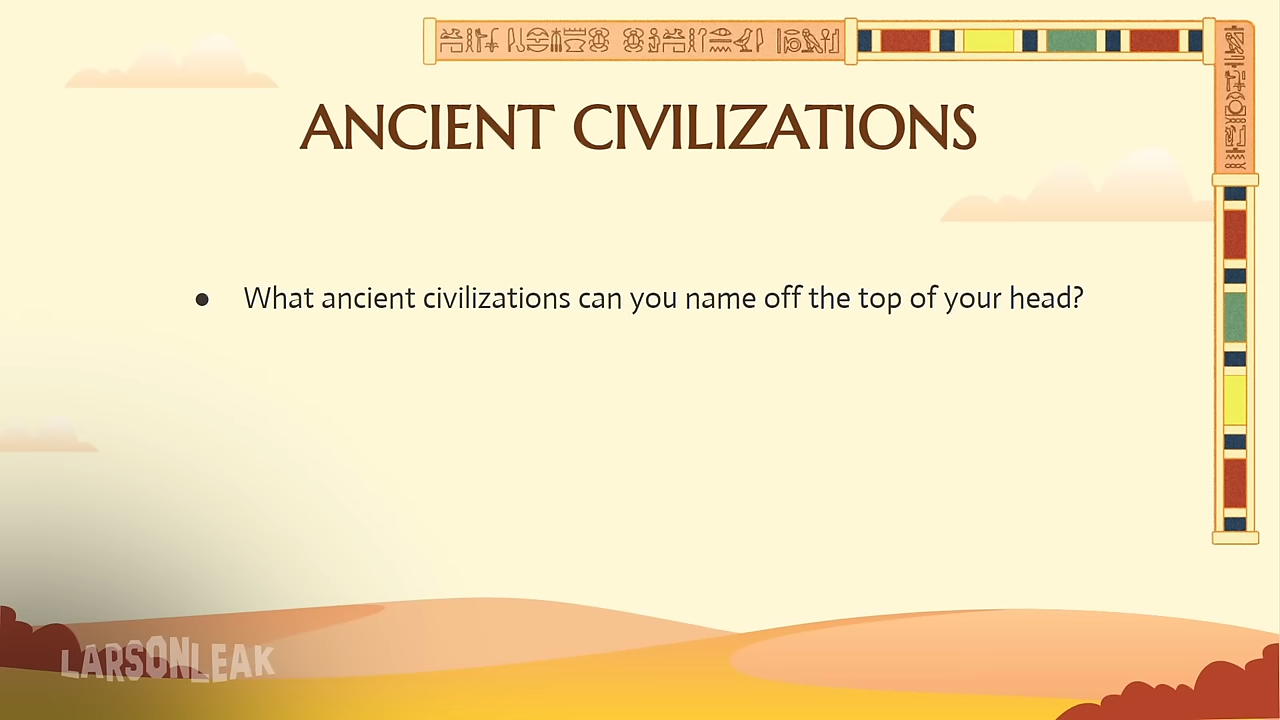 ANCIENT CIVILIZATIONS
● What ancient civilizations can you name off the top of your head?
LARSONLEAK